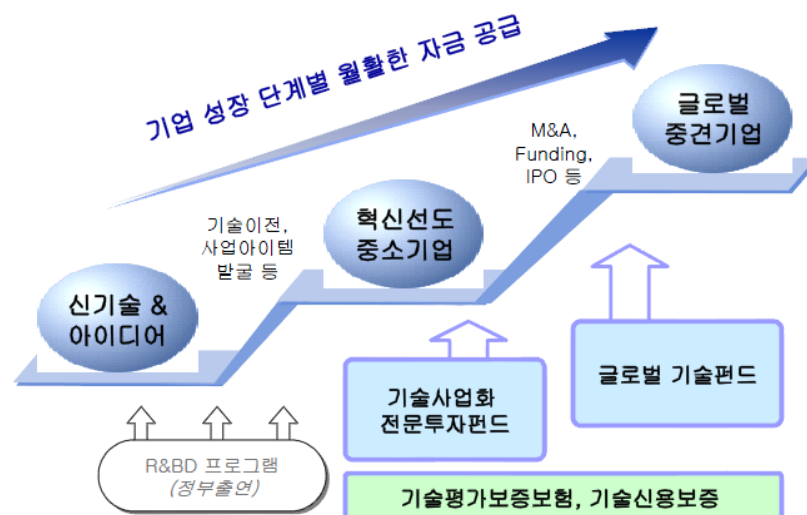 기업 성장 단계별 월활한 자금 공급
글로벌
중견기업
M&A,
Funding,
IPO 등
혁신선도
중소기업
기술이전,
사업아이템
발굴 등
신기술 &
아이디어
글로벌 기술펀드
기술사업화
전문투자펀드
R&BD 프로그램
(정부출연)
기술평가보증보험, 기술신용보증